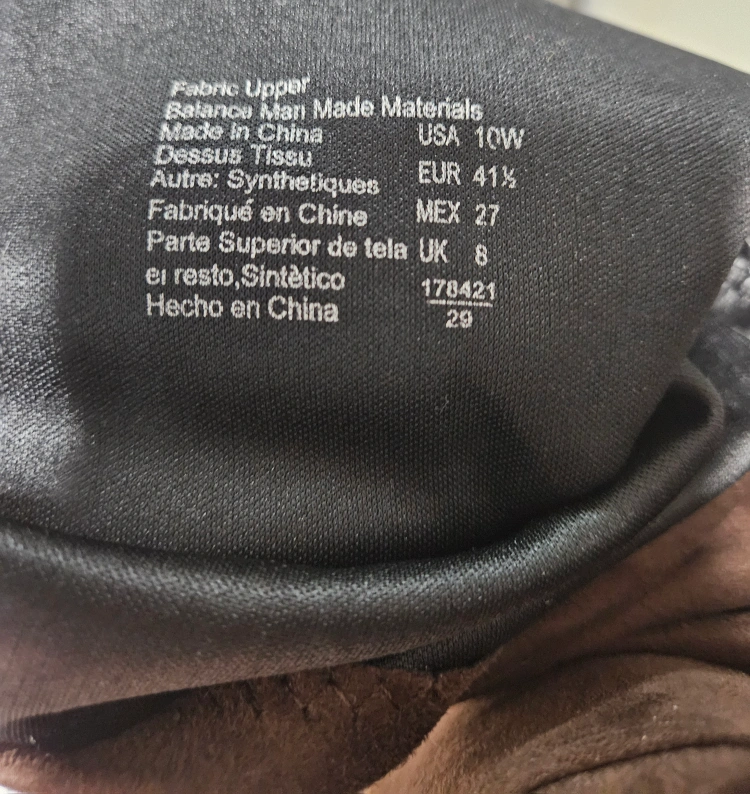 Fabric Upper
Balance Man Made Materials
Made in China
Dessus Tissu
Autre: Synthetiques
Fabriqué en Chine
Parte Superior de tela
el resto,Sintètico
Hecho en China
USA 10W
EUR 41½
MEX 27
UK 8
178421
29